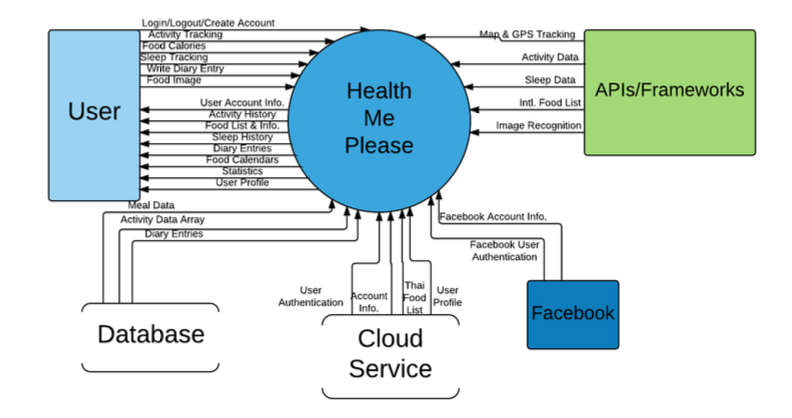 Login/Logout/Create Account
Activity Tracking
Food Calories
Sleep Tracking
Write Diary Entry
Food Image
User
User Account Info.
Activity History
Food List & Info.
Sleep History
Diary Entries
Food Calendars
Statistics
User Profile
Health
Me
Please
Map & GPS Tracking
Activity Data
Sleep Data
Intl. Food List
Image Recognition
APIs/Frameworks
Meal Data
Activity Data Array
Diary Entries
Database
User
Authentication
Account
Info.
Thai
Food
List
User
Profile
Cloud
Service
Facebook Account Info.
Facebook User
Authentication
Facebook